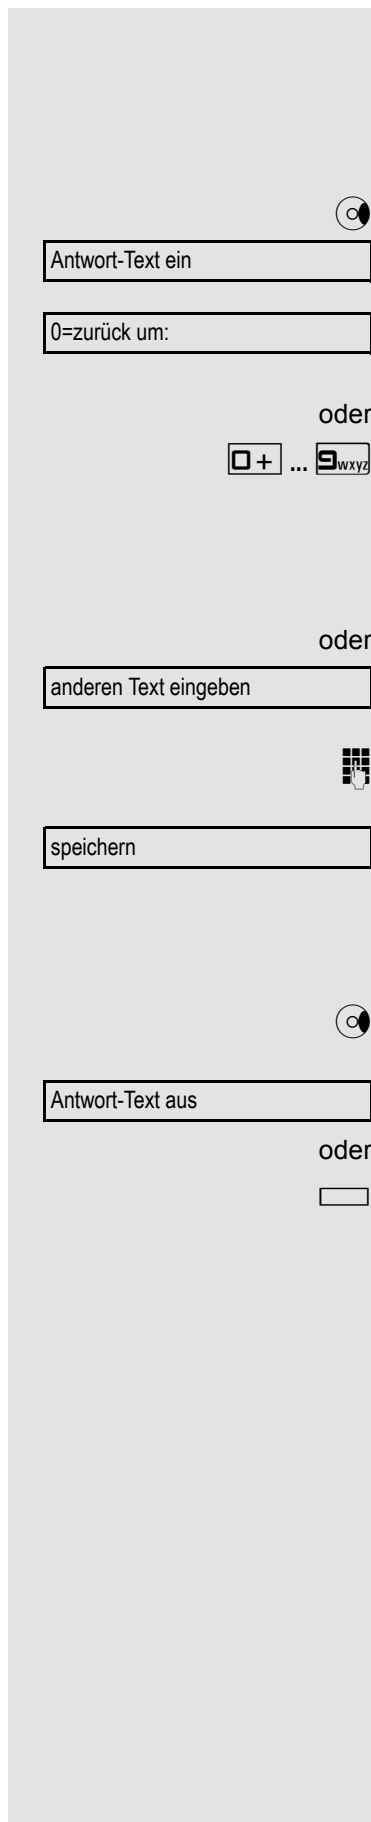 Antwort-Text ein
0=zurück um:
oder
0+ ... 9wxyz
oder
anderen Text eingeben
speichern
Antwort-Text aus
oder